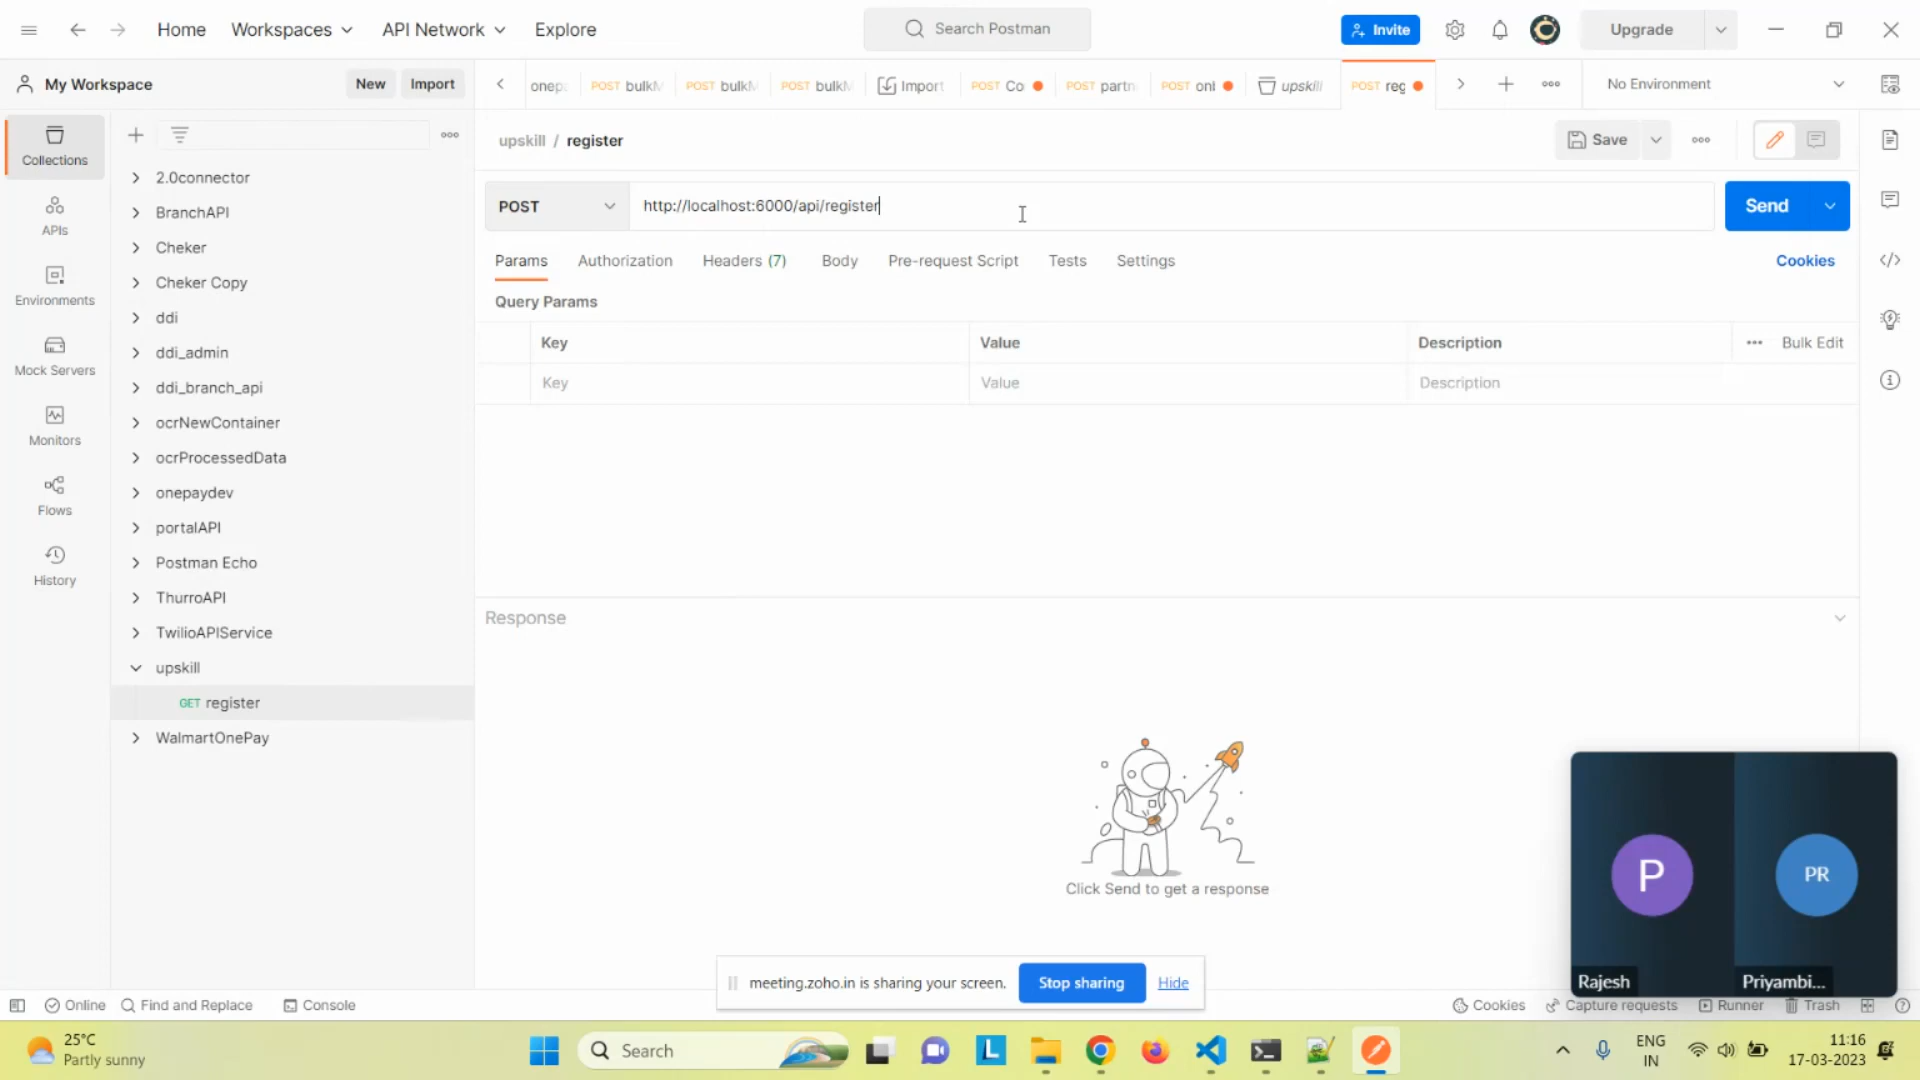 Home
Workspaces
API Network
Explore
Search Postman
Invite
Upgrade
My Workspace
New
Import
onep
POST bulkM
POST bulkM
POST bulkM
Import
POST Co
POST partn
POST onl
upskill
POST reg
No Environment
Collections
APIs
Environments
Mock Servers
Monitors
Flows
History
2.0connector
BranchAPI
Cheker
Cheker Copy
ddi
ddi_admin
ddi_branch_api
ocrNewContainer
ocrProcessedData
onepaydev
portalAPI
Postman Echo
ThurroAPI
TwilioAPIService
upskill
GET register
WalmartOnePay
upskill / register
Save
POST
http://localhost:6000/api/register
Send
Params
Authorization
Headers (7)
Body
Pre-request Script
Tests
Settings
Cookies
Query Params
Key
Value
Description
Bulk Edit
Key
Value
Description
Response
Click Send to get a response
P
PR
Rajesh
Priyambi...
meeting.zoho.in is sharing your screen.
Stop sharing
Hide
Online
Find and Replace
Console
Cookies
Capture requests
Runner
Trash
25°C
Partly sunny
Search
L
ENG
IN
11:16
17-03-2023